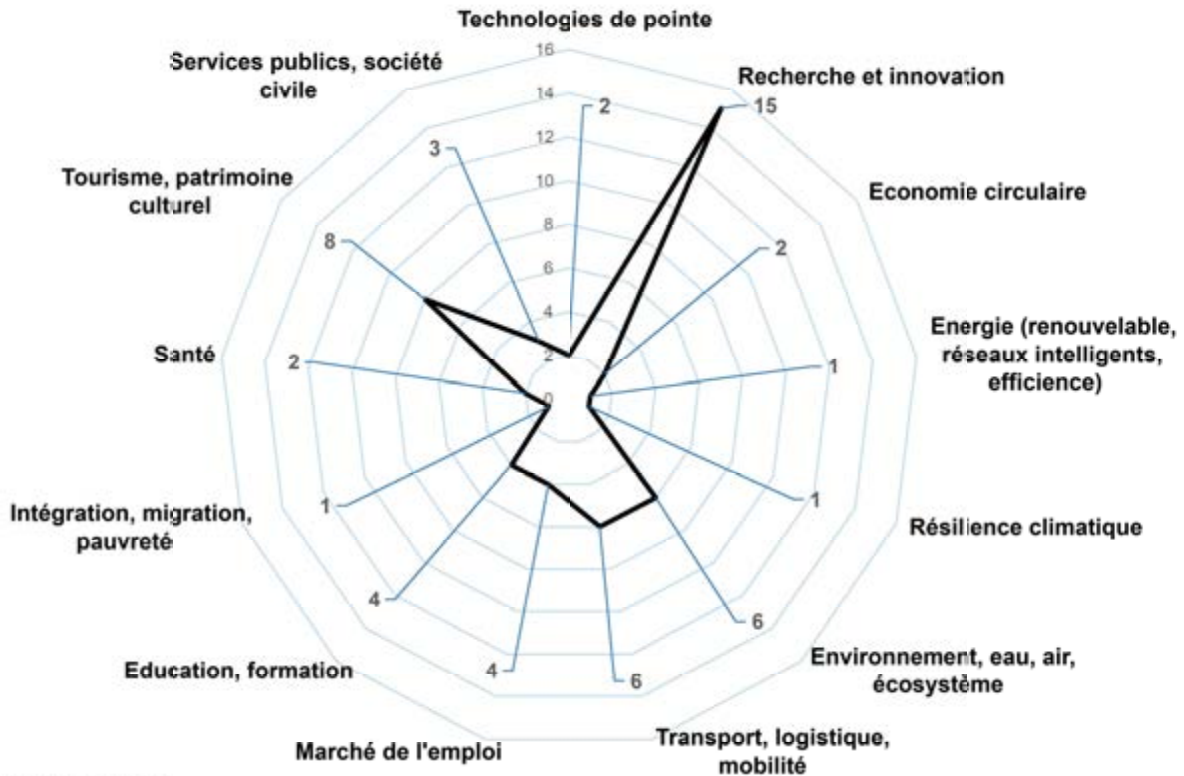 Technologies de pointe
16
Services publics, société
civile
Recherche et innovation
14
2
15
12
3
Tourisme, patrimoine
culturel
10
Economie circulaire
8
8
2
6
4
Energie (renouvelable,
réseaux intelligents,
efficience)
Santé
2
2
1
0
Intégration, migration,
pauvreté
1
1
Résilience climatique
4
6
Education, formation
4
6
Environnement, eau, air,
écosystème
Marché de l'emploi
Transport, logistique,
mobilité